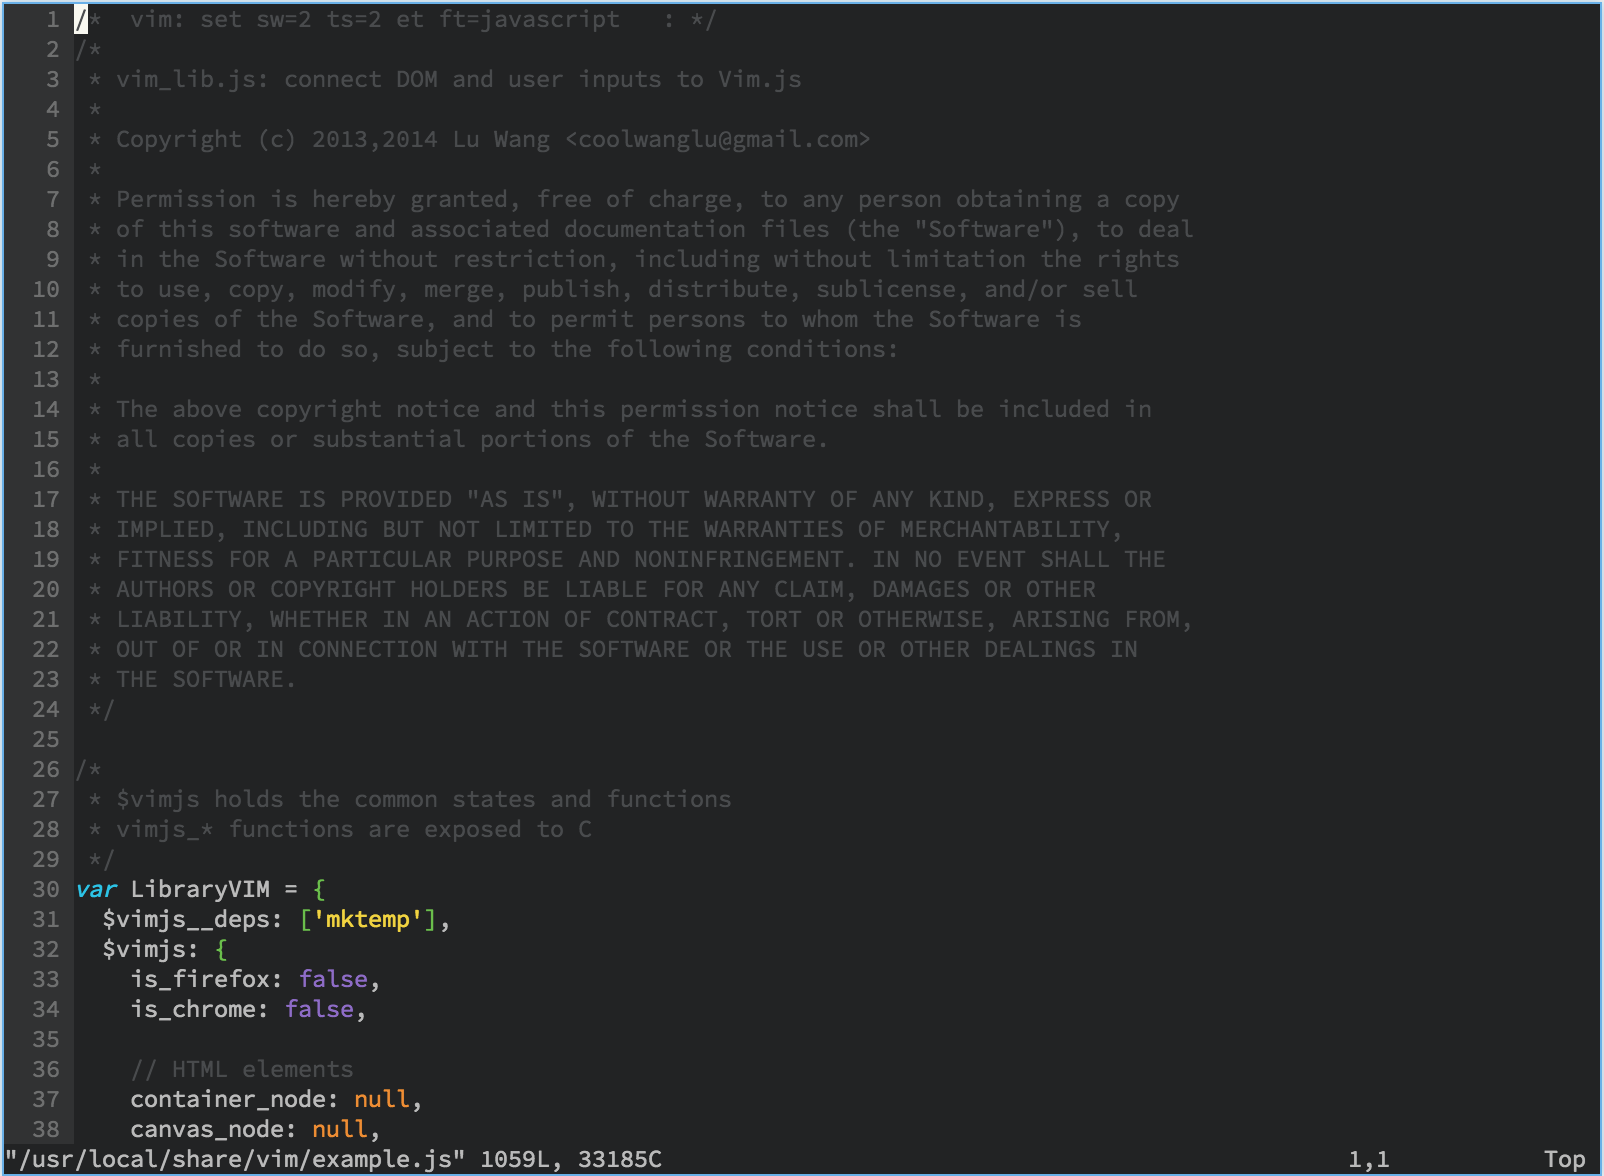 1 /*  vim: set sw=2 ts=2 et ft=javascript   : */
2 /*
3  * vim_lib.js: connect DOM and user inputs to Vim.js
4  *
5  * Copyright (c) 2013,2014 Lu Wang <coolwanglu@gmail.com>
6  *
7  * Permission is hereby granted, free of charge, to any person obtaining a copy
8  * of this software and associated documentation files (the "Software"), to deal
9  * in the Software without restriction, including without limitation the rights
10  * to use, copy, modify, merge, publish, distribute, sublicense, and/or sell
11  * copies of the Software, and to permit persons to whom the Software is
12  * furnished to do so, subject to the following conditions:
13  *
14  * The above copyright notice and this permission notice shall be included in
15  * all copies or substantial portions of the Software.
16  *
17  * THE SOFTWARE IS PROVIDED "AS IS", WITHOUT WARRANTY OF ANY KIND, EXPRESS OR
18  * IMPLIED, INCLUDING BUT NOT LIMITED TO THE WARRANTIES OF MERCHANTABILITY,
19  * FITNESS FOR A PARTICULAR PURPOSE AND NONINFRINGEMENT. IN NO EVENT SHALL THE
20  * AUTHORS OR COPYRIGHT HOLDERS BE LIABLE FOR ANY CLAIM, DAMAGES OR OTHER
21  * LIABILITY, WHETHER IN AN ACTION OF CONTRACT, TORT OR OTHERWISE, ARISING FROM,
22  * OUT OF OR IN CONNECTION WITH THE SOFTWARE OR THE USE OR OTHER DEALINGS IN
23  * THE SOFTWARE.
24  */
25
26 /*
27  * $vimjs holds the common states and functions
28  * vimjs_* functions are exposed to C
29  */
30 var LibraryVIM = {
31   $vimjs__deps: ['mktemp'],
32   $vimjs: {
33     is_firefox: false,
34     is_chrome: false,
35
36     // HTML elements
37     container_node: null,
38     canvas_node: null,
"/usr/local/share/vim/example.js" 1059L, 33185C 1,1 Top